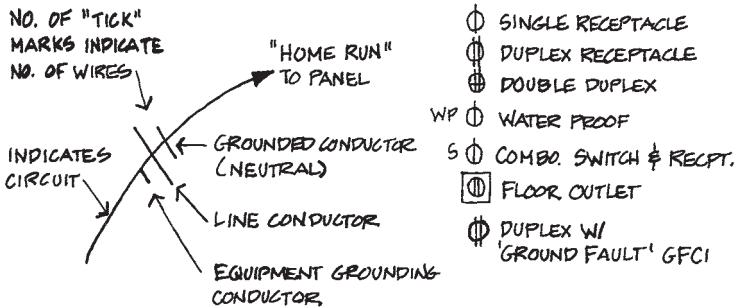 NO. OF "TICK"
MARKS INDICATE
NO. OF WIRES
"HOME RUN"
TO PANEL
GROUNDED CONDUCTOR
(NEUTRAL)
INDICATES
CIRCUIT
LINE CONDUCTOR
EQUIPMENT GROUNDING
CONDUCTOR
SINGLE RECEPTACLE
DUPLEX RECEPTACLE
DOUBLE DUPLEX
WP WATER PROOF
S COMBO. SWITCH & RECPT.
FLOOR OUTLET
DUPLEX W/
'GROUND FAULT' GFCI